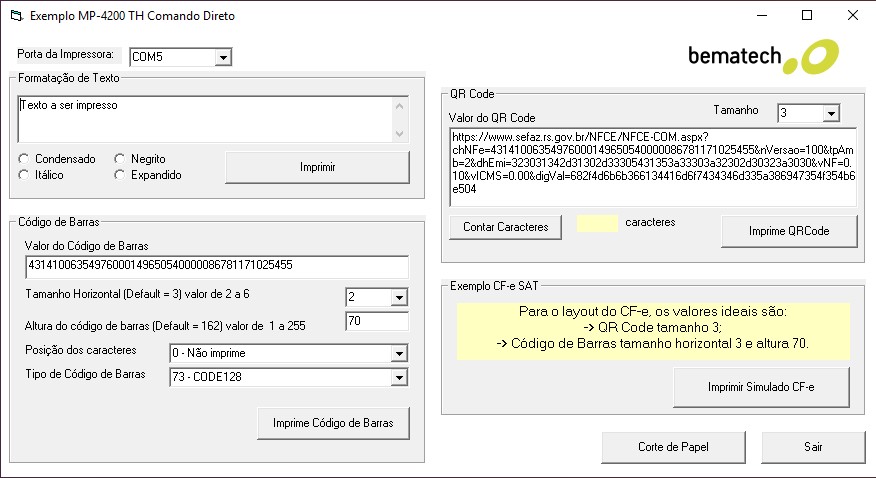 Exemplo MP-4200 TH Comando Direto
Porta da Impressora:
COM5
bematech
Formatação de Texto
Texto a ser impresso
Condensado
Negrito
Itálico
Expandido
Imprimir
QR Code
Valor do QR Code
Tamanho
3
https://www.sefaz.rs.gov.br/NFCE/NFCE-COM.aspx?
chNFe=43141006354976000149650540000086781171025455&nVersao=100&tpA
mb=2&dhEmi=323031342d31302d33305431353a33303a32302d30323a3030&vNF=0.
10&vICMS=0.00&digVal=682f4d6b6b366134416d6f7434346d335a386947354f354b6
e504
Contar Caracteres
caracteres
Imprime QRCode
Código de Barras
Valor do Código de Barras
43141006354976000149650540000086781171025455
Tamanho Horizontal (Default = 3) valor de 2 a 6
2
Altura do código de barras (Default = 162) valor de 1 a 255
70
Posição dos caracteres
0 - Não imprime
Tipo de Código de Barras
73 - CODE128
Imprime Código de Barras
Exemplo CF-e SAT
Para o layout do CF-e, os valores ideais são:
-> QR Code tamanho 3;
-> Código de Barras tamanho horizontal 3 e altura 70.
Imprimir Simulado CF-e
Corte de Papel
Sair